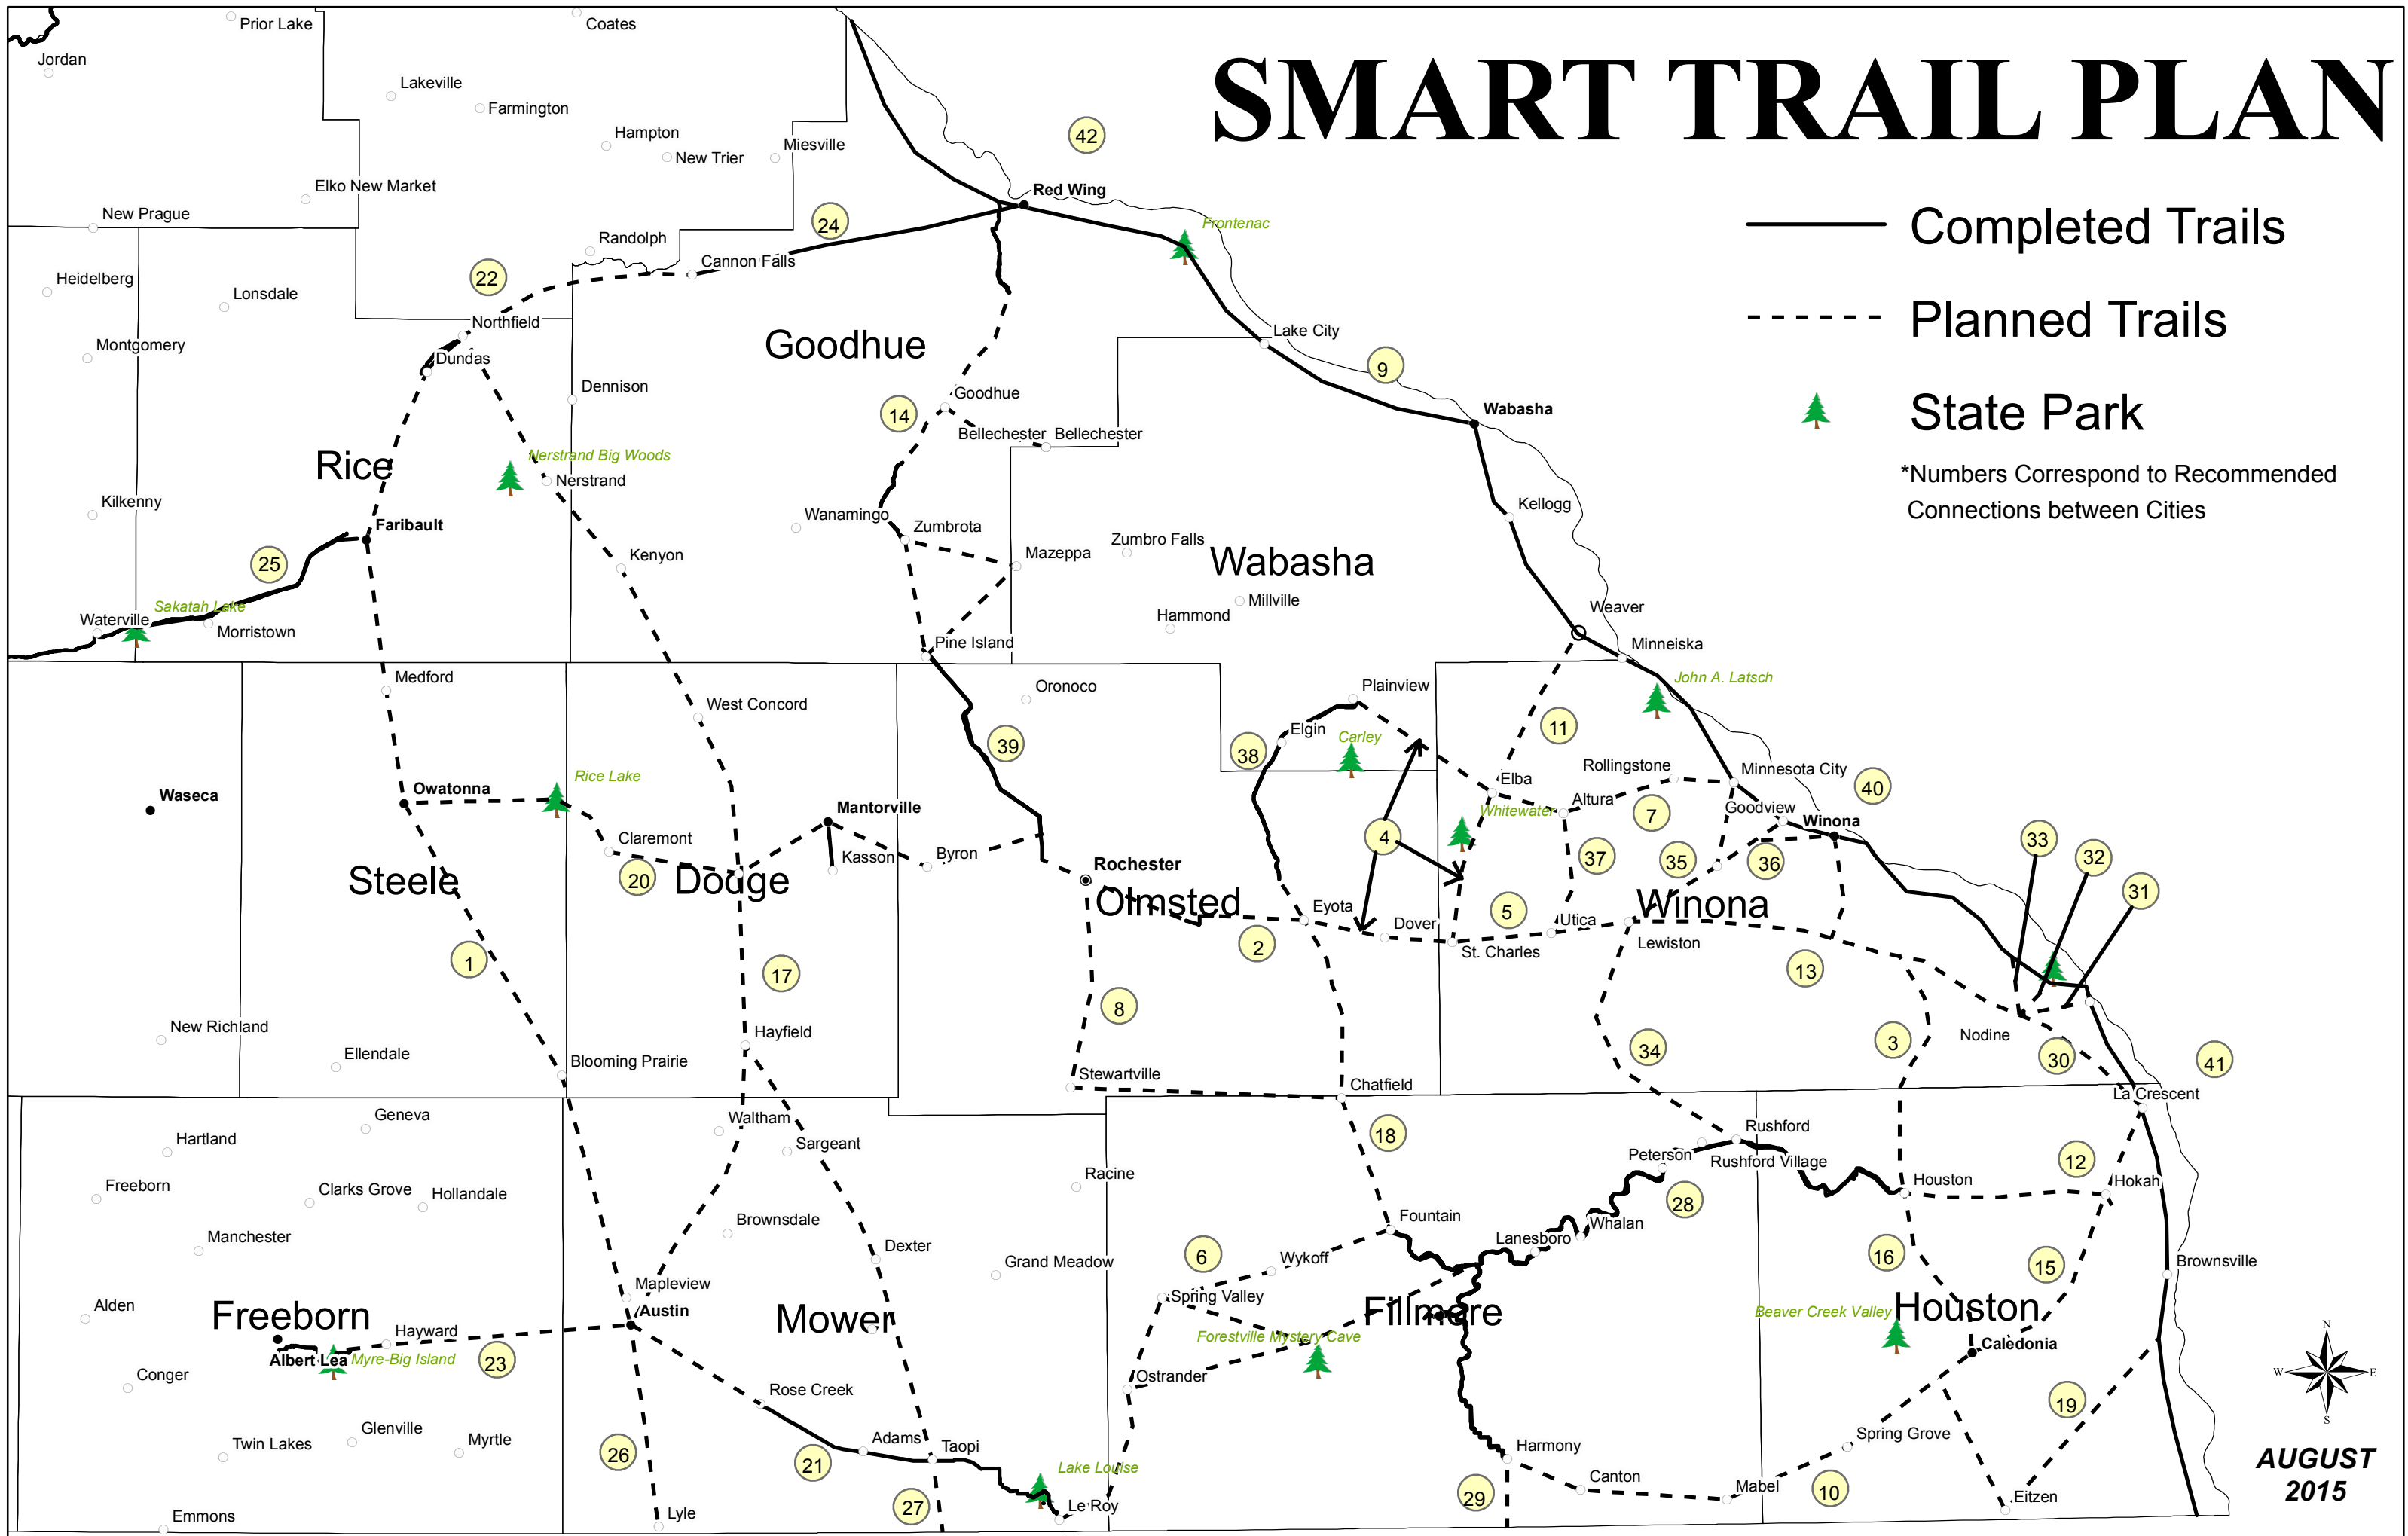 SMART TRAIL PLAN
Completed Trails
Planned Trails
State Park
*Numbers Correspond to Recommended
Connections between Cities
Prior Lake
Coates
Jordan
Lakeville
Farmington
Hampton
New Trier
Miesville
42
Elko New Market
Red Wing
New Prague
24
Frontenac
Randolph
Cannon Falls
22
Heidelberg
Lonsdale
Northfield
Lake City
Montgomery
Dundas
Goodhue
9
Dennison
Goodhue
14
Wabasha
Bellechester
Bellechester
Rice
Nerstrand Big Woods
Nerstrand
Kilkenny
Faribault
Wanamingo
Zumbrota
Kellogg
Zumbro Falls
Mazeppa
Kenyon
25
Wabasha
Sakatah Lake
Millville
Weaver
Waterville
Morristown
Hammond
Pine Island
Minneiska
Medford
Oronoco
Plainview
John A. Latsch
West Concord
39
Elgin
Carley
11
38
Rice Lake
Rollingstone
Minnesota City
Waseca
Owatonna
Mantorville
Elba
40
Whitewater
Altura
7
Goodview
Winona
Claremont
Kasson
Byron
4
33
20
Dodge
Steele
Rochester
37
35
36
32
Olmsted
31
Eyota
5
Utica
Winona
Dover
2
St. Charles
Lewiston
1
17
13
8
New Richland
Hayfield
Nodine
3
Ellendale
Blooming Prairie
34
30
41
Stewartville
Chatfield
La Crescent
Geneva
Waltham
Hartland
Sargeant
18
Rushford
Peterson
Rushford Village
12
Racine
Freeborn
Clarks Grove
Hollandale
Houston
Hokah
28
Manchester
Brownsdale
Fountain
Whalan
Lanesboro
Dexter
6
Wykoff
16
15
Grand Meadow
Brownsville
Mapleview
Alden
Spring Valley
Freeborn
Austin
Mower
Fillmore
Beaver Creek Valley
Houston
Hayward
Forestville Mystery Cave
Caledonia
Albert Lea
Myre-Big Island
23
Conger
Ostrander
Rose Creek
19
Glenville
Twin Lakes
Myrtle
Adams
Taopi
Harmony
Spring Grove
26
21
Lake Louise
Canton
Mabel
10
Eitzen
29
27
Le Roy
Emmons
Lyle
N
W
E
S
AUGUST
2015